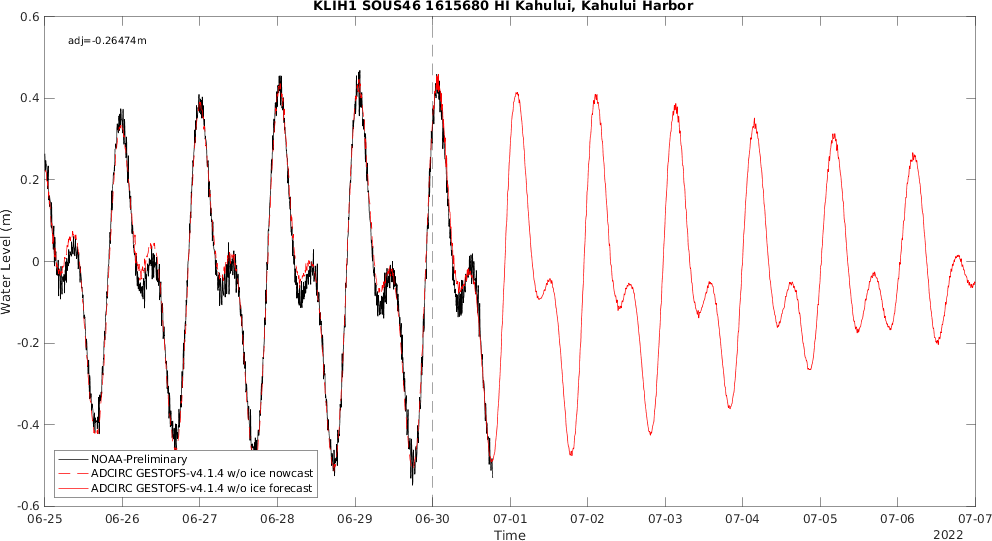 KLIH1 SOUS46 1615680 HI Kahului, Kahului Harbor
adj=-0.26474m
0.6
0.4
0.2
0
-0.2
-0.4
-0.6
Water Level (m)
NOAA-Preliminary
ADCIRC GESTOFS-v4.1.4 w/o ice nowcast
ADCIRC GESTOFS-v4.1.4 w/o ice forecast
06-25 06-26 06-27 06-28 06-29 06-30 07-01 07-02 07-03 07-04 07-05 07-06 07-07
Time
2022